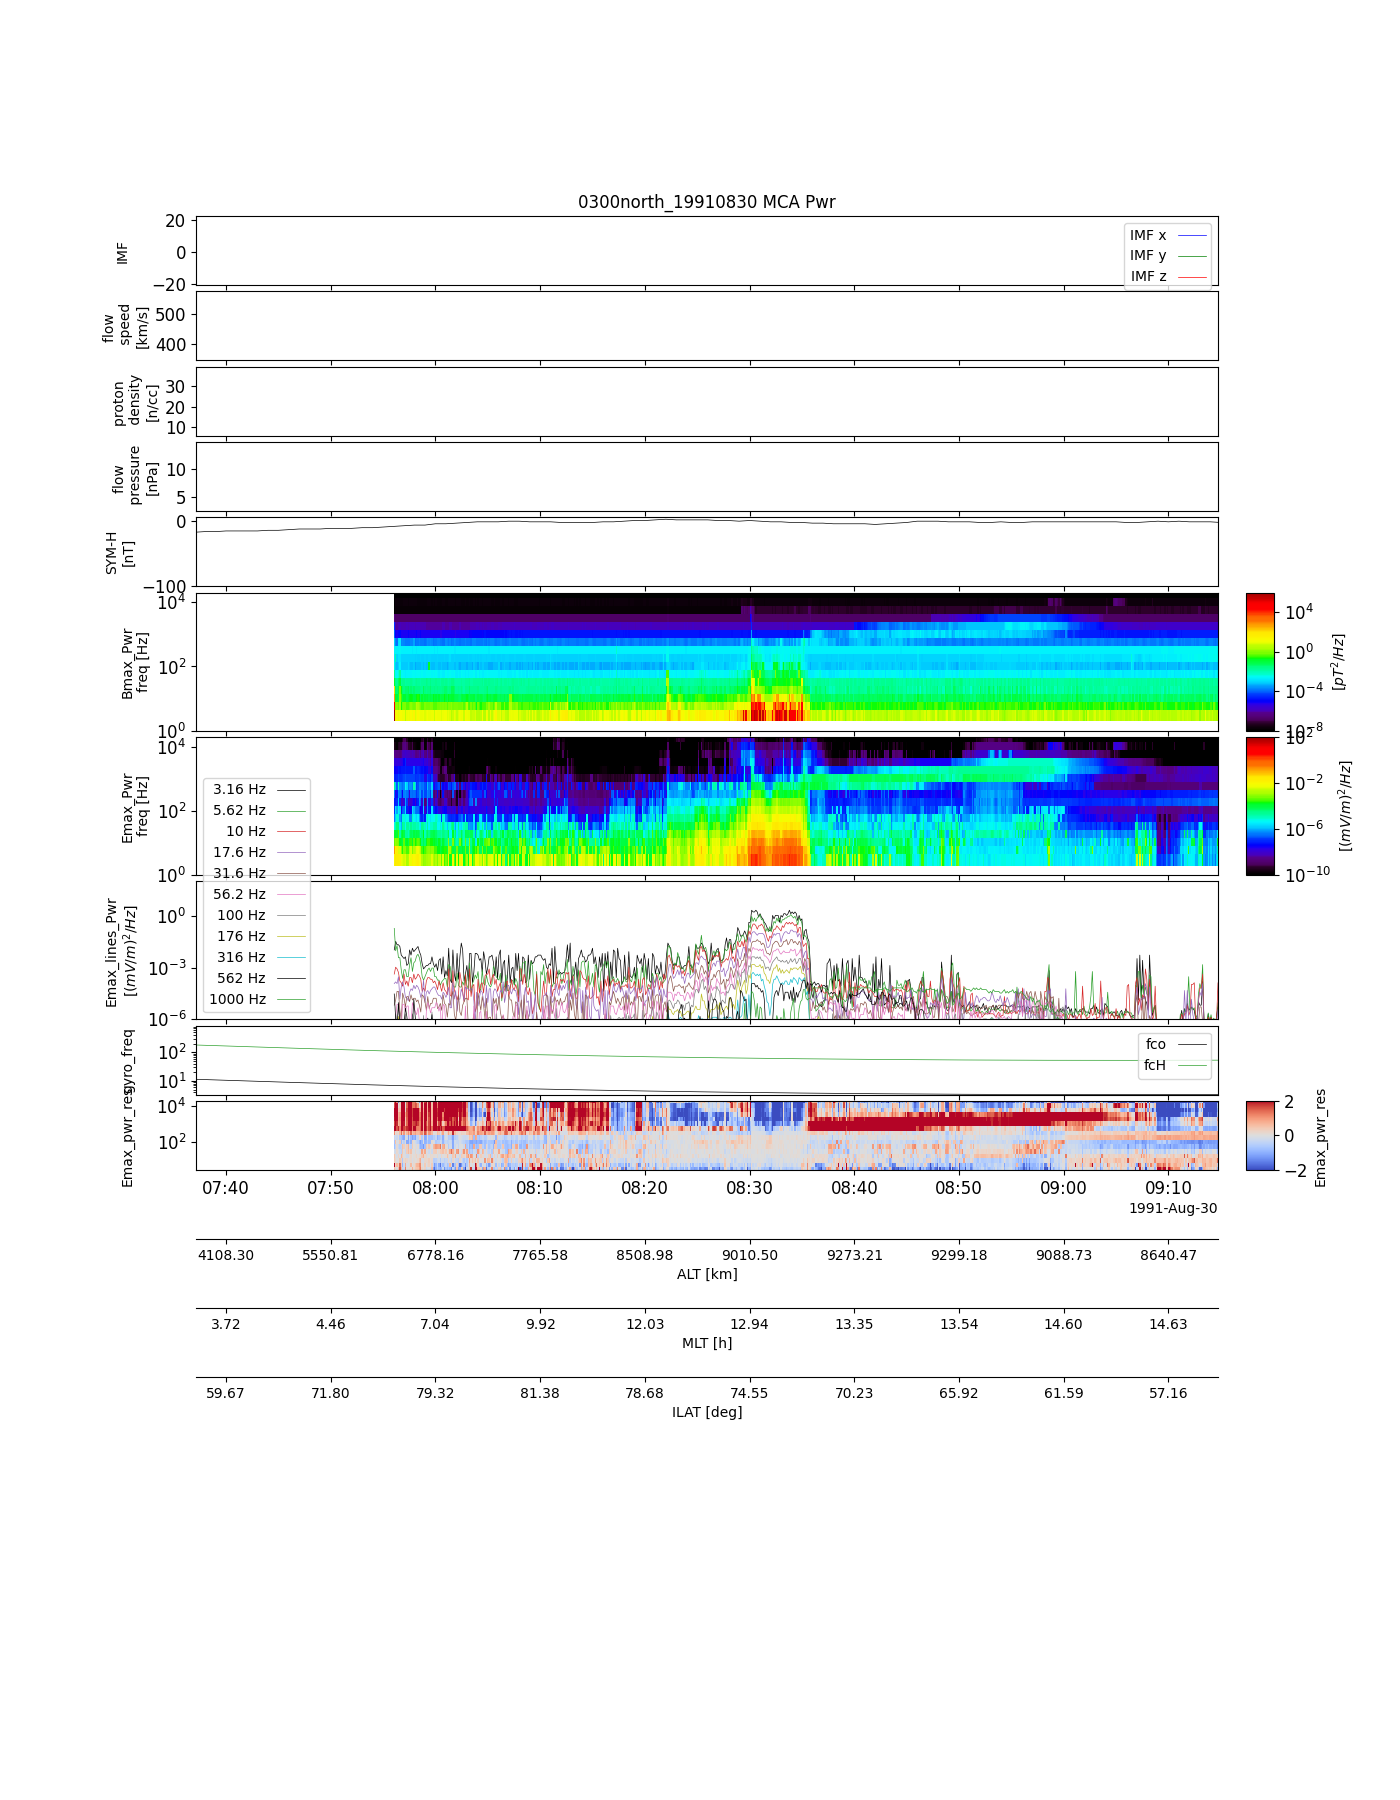 0300north_19910830 MCA Pwr
20
0
−20
IMF
IMF x
IMF y
IMF z
500
400
flow
speed
[km/s]
30
20
10
proton
density
[n/cc]
10
5
flow
pressure
[nPa]
0
−100
SYM-H
[nT]
10^4
10^2
10^0
Bmax_Pwr
freq [Hz]
10^4
10^0
10^−4
10^−8
[pT^2/Hz]
10^4
10^2
10^0
Emax_Pwr
freq [Hz]
10^2
10^−2
10^−6
10^−10
[(mV/m)^2/Hz]
3.16 Hz
5.62 Hz
10 Hz
17.6 Hz
31.6 Hz
56.2 Hz
100 Hz
176 Hz
316 Hz
562 Hz
1000 Hz
10^0
10^−3
10^−6
Emax_lines_Pwr
[(mV/m)^2/Hz]
10^2
10^1
gyro_freq
fco
fcH
10^4
10^2
Emax_pwr_res
2
0
−2
Emax_pwr_res
07:40 07:50 08:00 08:10 08:20 08:30 08:40 08:50 09:00 09:10
1991-Aug-30
4108.30 5550.81 6778.16 7765.58 8508.98 9010.50 9273.21 9299.18 9088.73 8640.47
ALT [km]
3.72 4.46 7.04 9.92 12.03 12.94 13.35 13.54 14.60 14.63
MLT [h]
59.67 71.80 79.32 81.38 78.68 74.55 70.23 65.92 61.59 57.16
ILAT [deg]